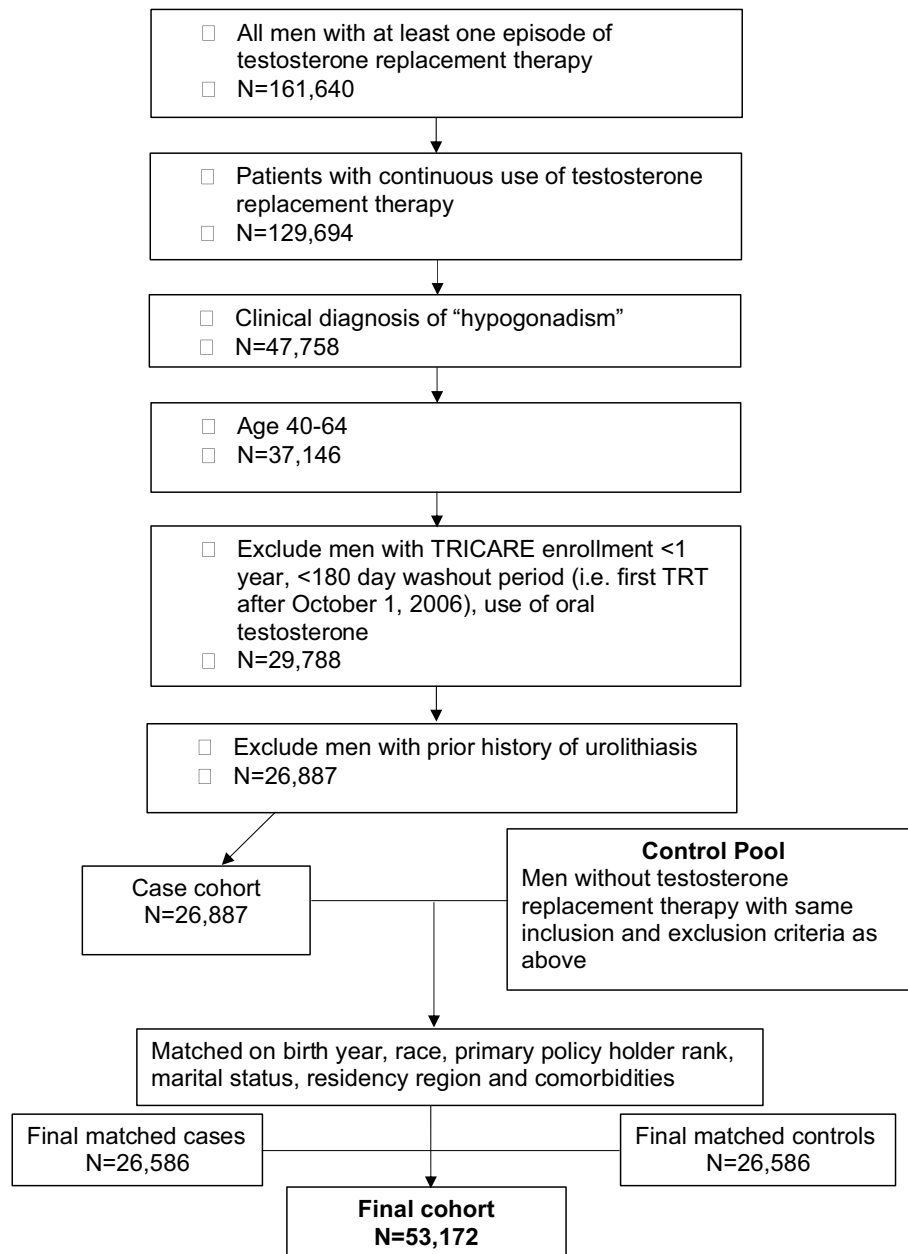 All men with at least one episode of
testosterone replacement therapy
N=161,640
Patients with continuous use of testosterone
replacement therapy
N=129,694
Clinical diagnosis of “hypogonadism”
N=47,758
Age 40-64
N=37,146
Exclude men with TRICARE enrollment <1
year, <180 day washout period (i.e. first TRT
after October 1, 2006), use of oral
testosterone
N=29,788
Exclude men with prior history of urolithiasis
N=26,887
Case cohort
N=26,887
Control Pool
Men without testosterone
replacement therapy with same
inclusion and exclusion criteria as
above
Matched on birth year, race, primary policy holder rank,
marital status, residency region and comorbidities
Final matched cases
N=26,586
Final matched controls
N=26,586
Final cohort
N=53,172